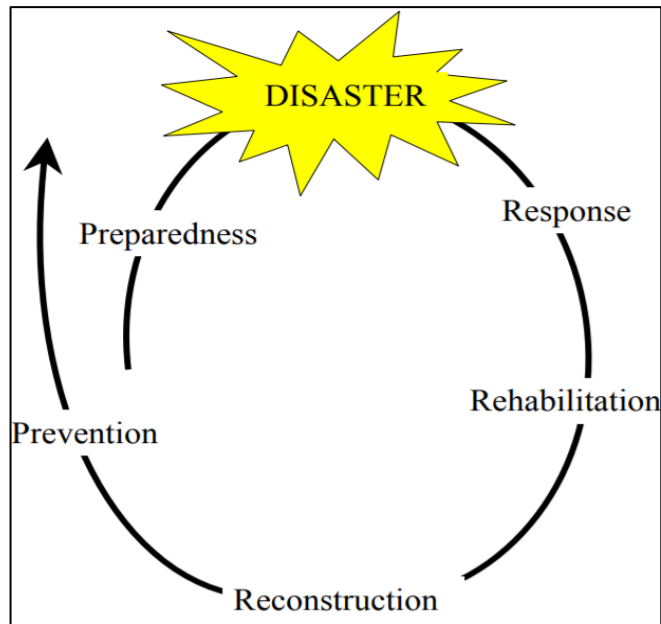 DISASTER
Response
Preparedness
Rehabilitation
Prevention
Reconstruction